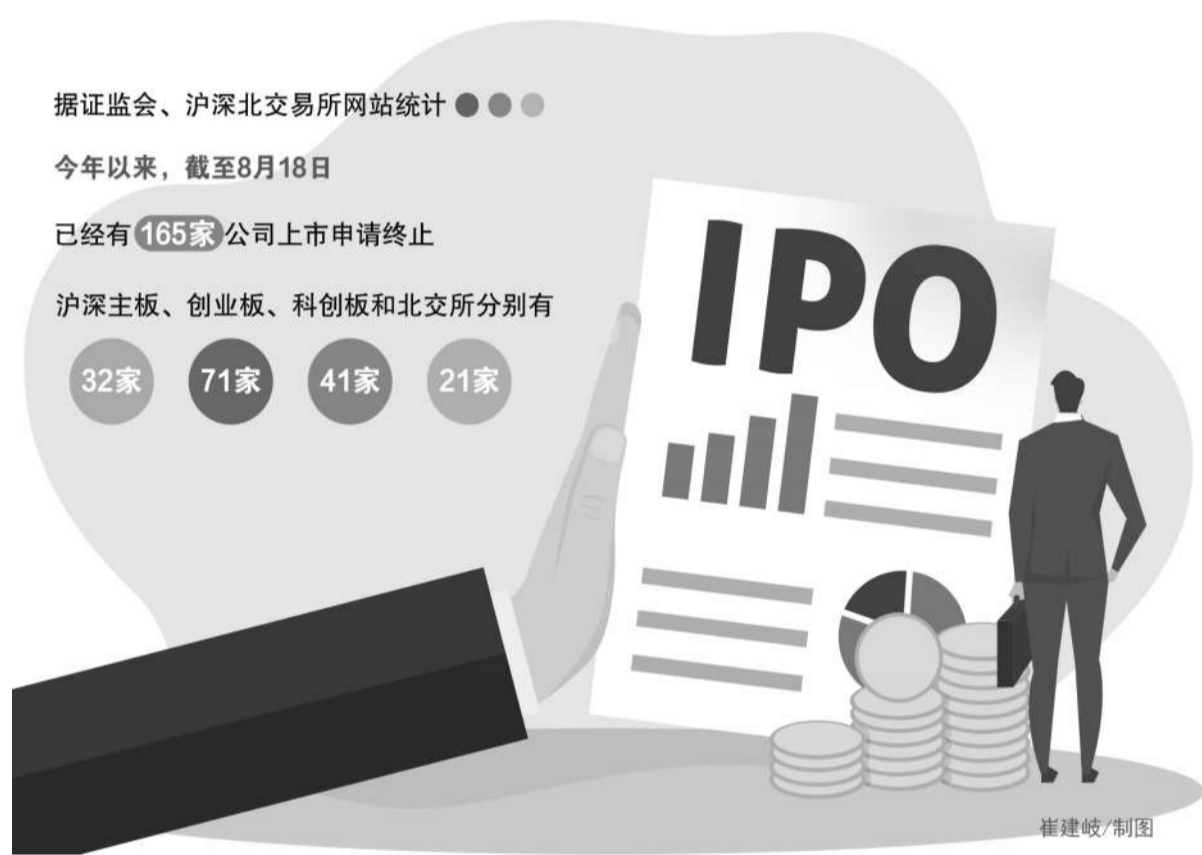 据证监会、沪深北交易所网站统计
今年以来，截至8月18日
已经有165家公司上市申请终止
沪深主板、创业板、科创板和北交所分别有
32家 71家 41家 21家
IPO
崔建岐/制图